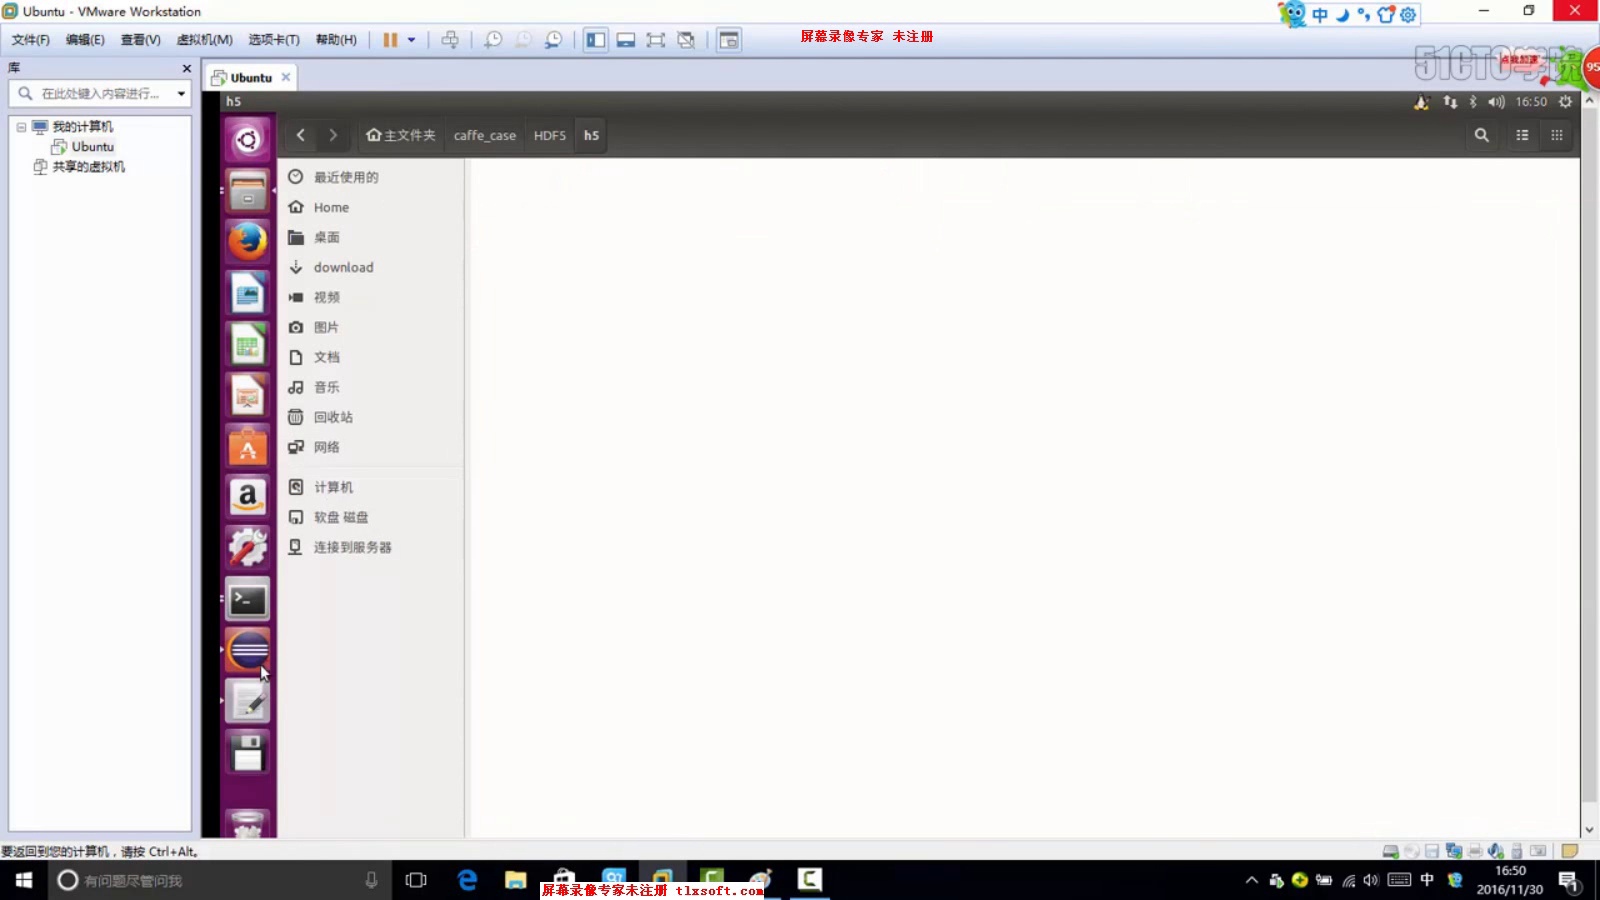 Ubuntu - VMware Workstation
中
文件(F) 编辑(E) 查看(V) 虚拟机(M) 选项卡(T) 帮助(H)
屏幕录像专家 未注册
51CTO学院
点我加速
95
库
在此处键入内容进行...
我的计算机
Ubuntu
共享的虚拟机
Ubuntu
h5
16:50
主文件夹 caffe_case HDF5 h5
最近使用的
Home
桌面
download
视频
图片
文档
音乐
回收站
网络
计算机
软盘 磁盘
连接到服务器
要返回到您的计算机，请按 Ctrl+Alt。
有问题尽管问我
屏幕录像专家未注册 tlxsoft.com
中
16:50
2016/11/30
1